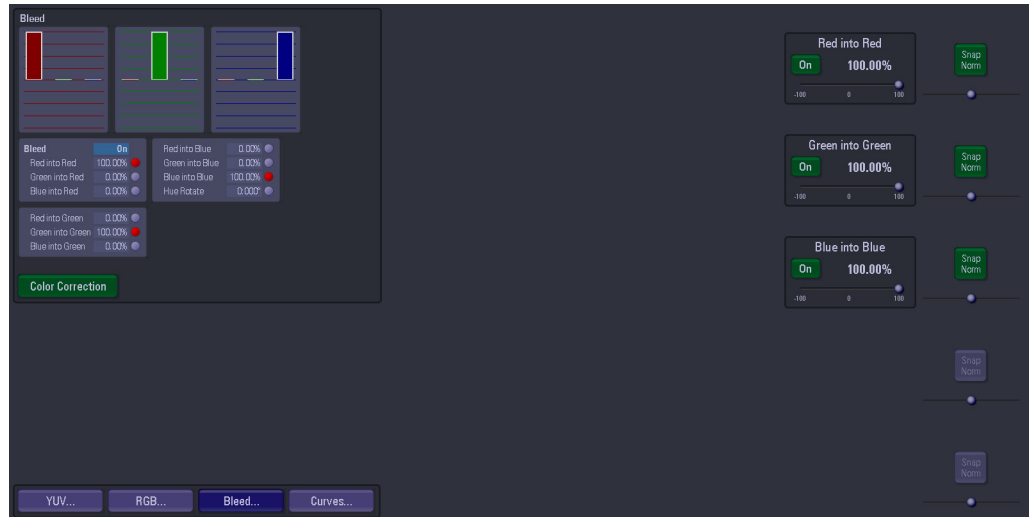 Bleed
Bleed On
Red into Red 100.00%
Green into Red 0.00%
Blue into Red 0.00%
Red into Blue 0.00%
Green into Blue 0.00%
Blue into Blue 100.00%
Hue Rotate 0.000°
Red into Green 0.00%
Green into Green 100.00%
Blue into Green 0.00%
Color Correction
YUV... RGB... Bleed... Curves...
Red into Red
On 100.00%
-100 0 100
Snap
Norm
Green into Green
On 100.00%
-100 0 100
Snap
Norm
Blue into Blue
On 100.00%
-100 0 100
Snap
Norm
Snap
Norm
Snap
Norm